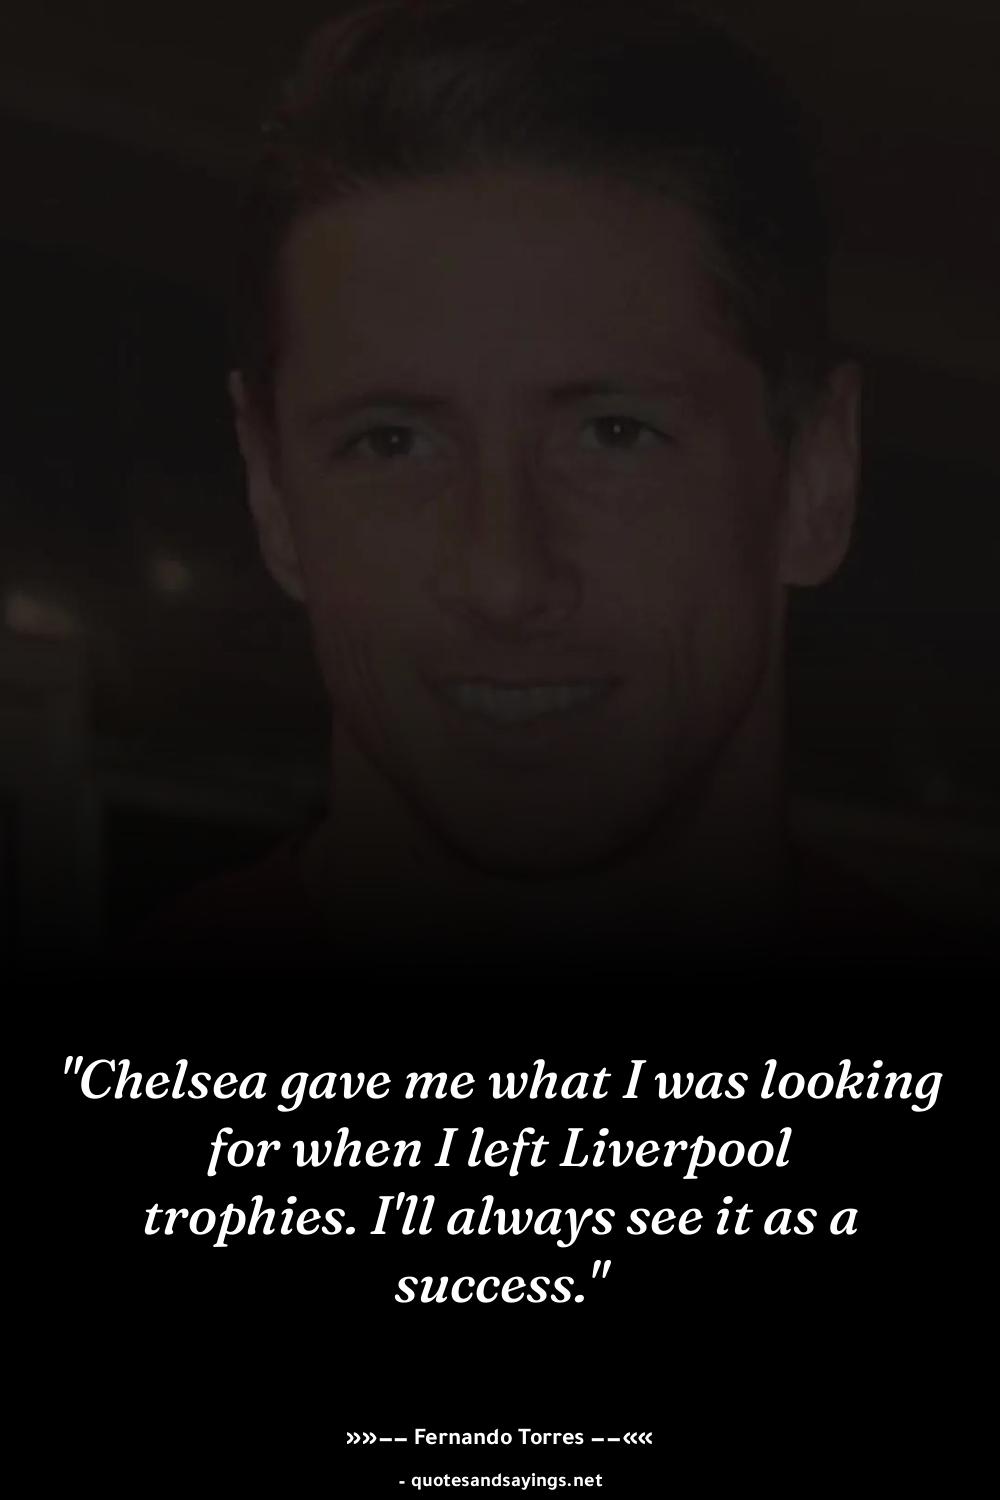 "Chelsea gave me what I was looking
for when I left Liverpool
trophies. I'll always see it as a
success."
»»–– Fernando Torres ––««
- quotesandsayings.net